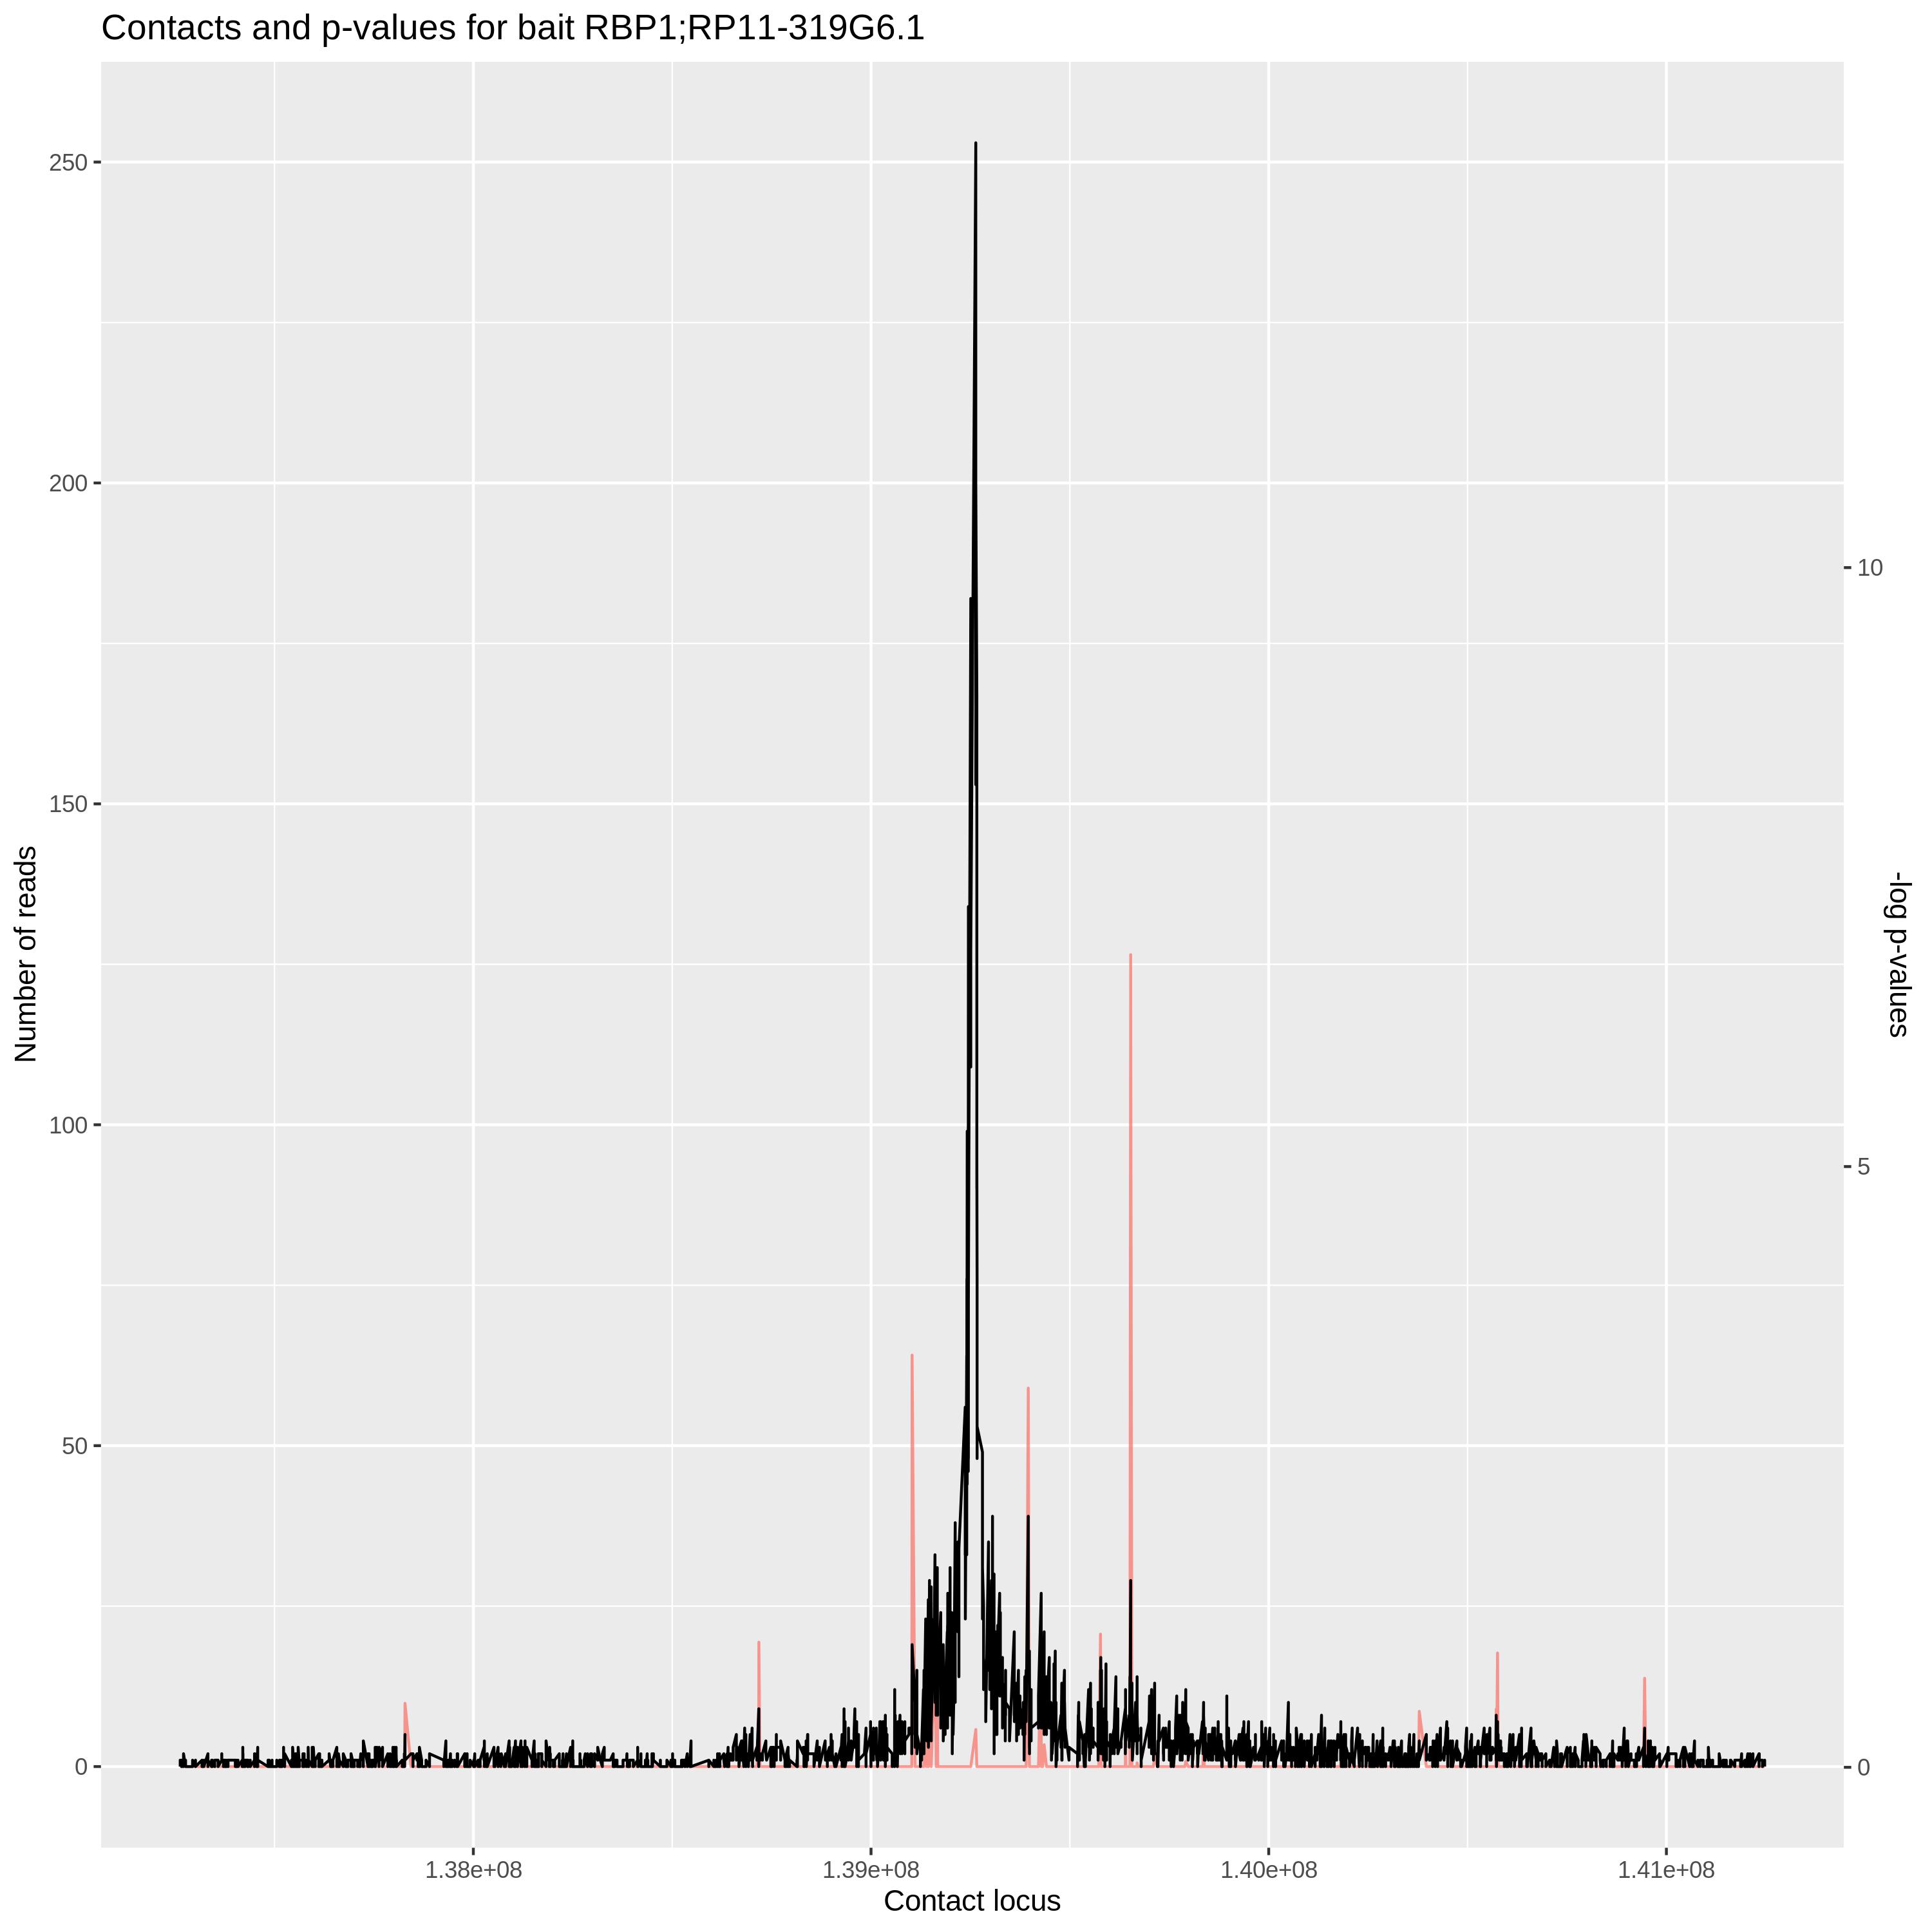 Contacts and p-values for bait RBP1;RP11-319G6.1
250
200
150
100
50
0
Number of reads
10
5
0
-log p-values
1.38e+08
1.39e+08
1.40e+08
1.41e+08
Contact locus